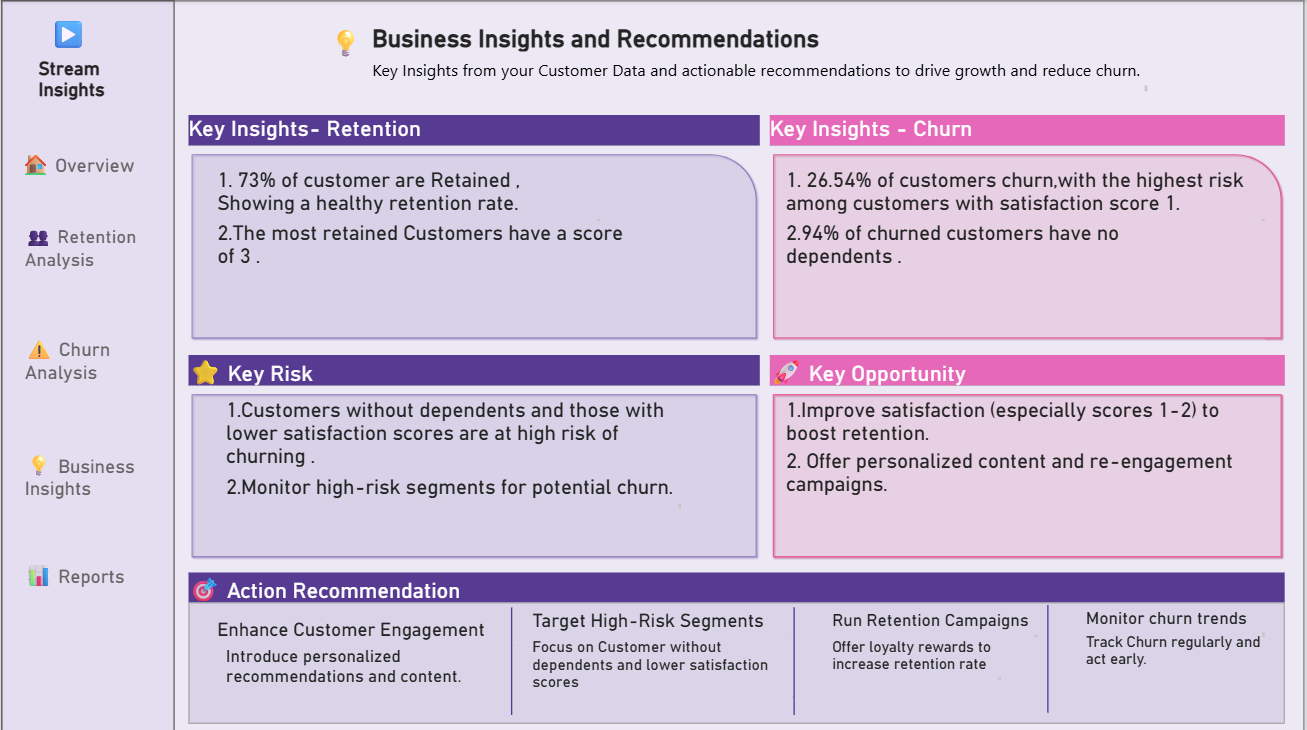 Stream
Insights
Overview
Retention
Analysis
Churn
Analysis
Business
Insights
Reports
Business Insights and Recommendations
Key Insights from your Customer Data and actionable recommendations to drive growth and reduce churn.
Key Insights- Retention
1. 73% of customer are Retained ,
Showing a healthy retention rate.
2.The most retained Customers have a score
of 3 .
Key Insights - Churn
1. 26.54% of customers churn,with the highest risk
among customers with satisfaction score 1.
2.94% of churned customers have no
dependents .
Key Risk
1.Customers without dependents and those with
lower satisfaction scores are at high risk of
churning .
2.Monitor high-risk segments for potential churn.
Key Opportunity
1.Improve satisfaction (especially scores 1-2) to
boost retention.
2. Offer personalized content and re-engagement
campaigns.
Action Recommendation
Enhance Customer Engagement
Introduce personalized
recommendations and content.
Target High-Risk Segments
Focus on Customer without
dependents and lower satisfaction
scores
Run Retention Campaigns
Offer loyalty rewards to
increase retention rate
Monitor churn trends
Track Churn regularly and
act early.